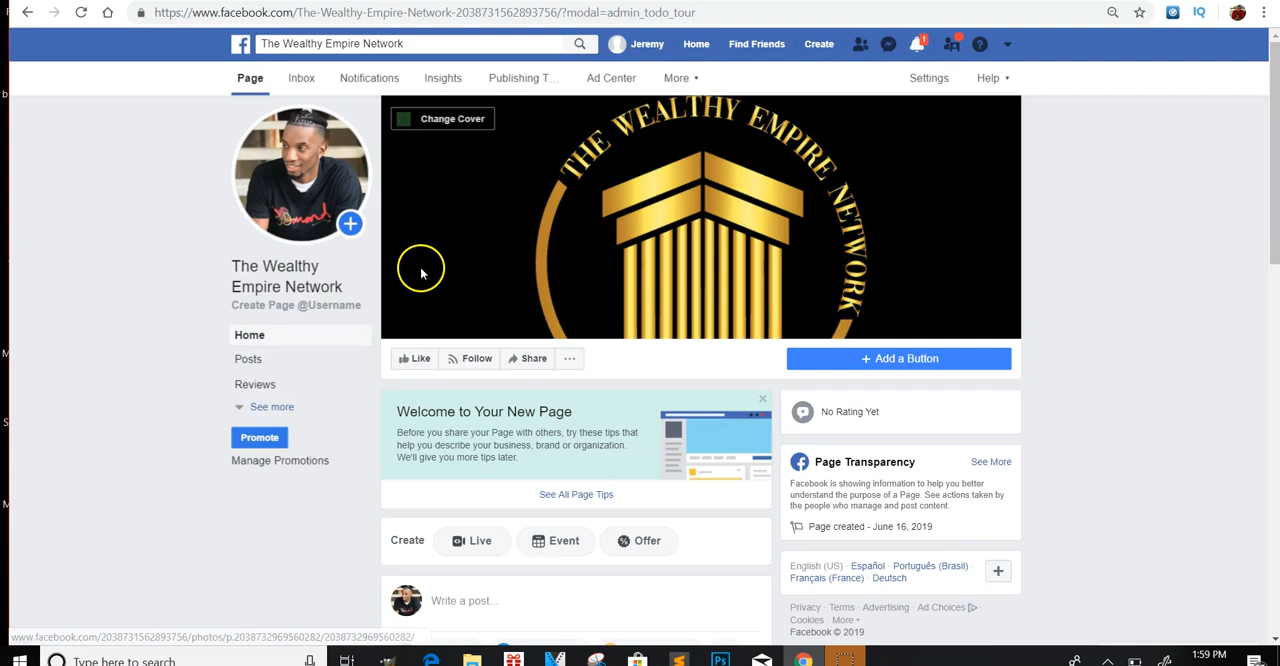 https://www.facebook.com/The-Wealthy-Empire-Network-2038731562893756/?modal=admin_todo_tour
The Wealthy Empire Network
Jeremy Home Find Friends Create
1
Page Inbox Notifications Insights Publishing T... Ad Center More Settings Help
Change Cover
THE WEALTHY EMPIRE NETWORK
The Wealthy
Empire Network
Create Page @Username
Home
Posts
Reviews
See more
Promote
Manage Promotions
Like Follow Share ...
+ Add a Button
Welcome to Your New Page
Before you share your Page with others, try these tips that
help you describe your business, brand or organization.
We'll give you more tips later.
See All Page Tips
Create Live Event Offer
Write a post...
No Rating Yet
Page Transparency See More
Facebook is showing information to help you better
understand the purpose of a Page. See actions taken by
the people who manage and post content.
Page created - June 16, 2019
English (US) · Español · Português (Brasil) ·
Français (France) · Deutsch
Privacy · Terms · Advertising · Ad Choices ·
Cookies · More
Facebook © 2019
www.facebook.com/2038731562893756/photos/p.2038732969560282/2038732969560282/
Type here to search
1:59 PM